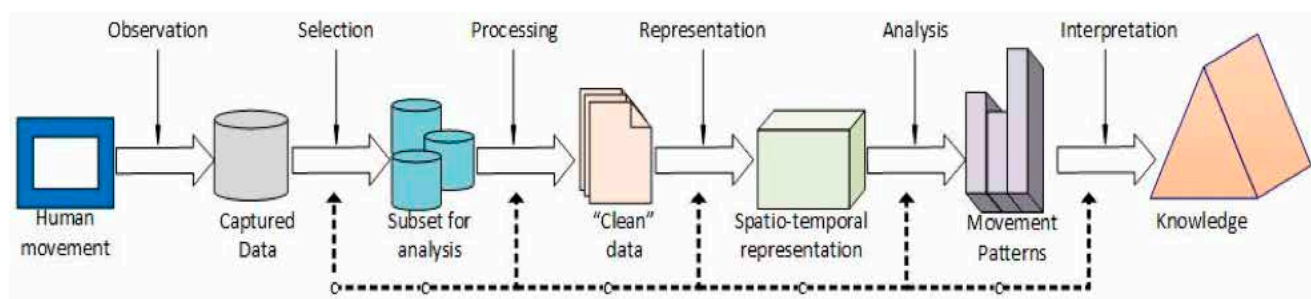 Observation
Selection
Processing
Representation
Analysis
Interpretation
Human
movement
Captured
Data
Subset for
analysis
“Clean”
data
Spatio-temporal
representation
Movement
Patterns
Knowledge